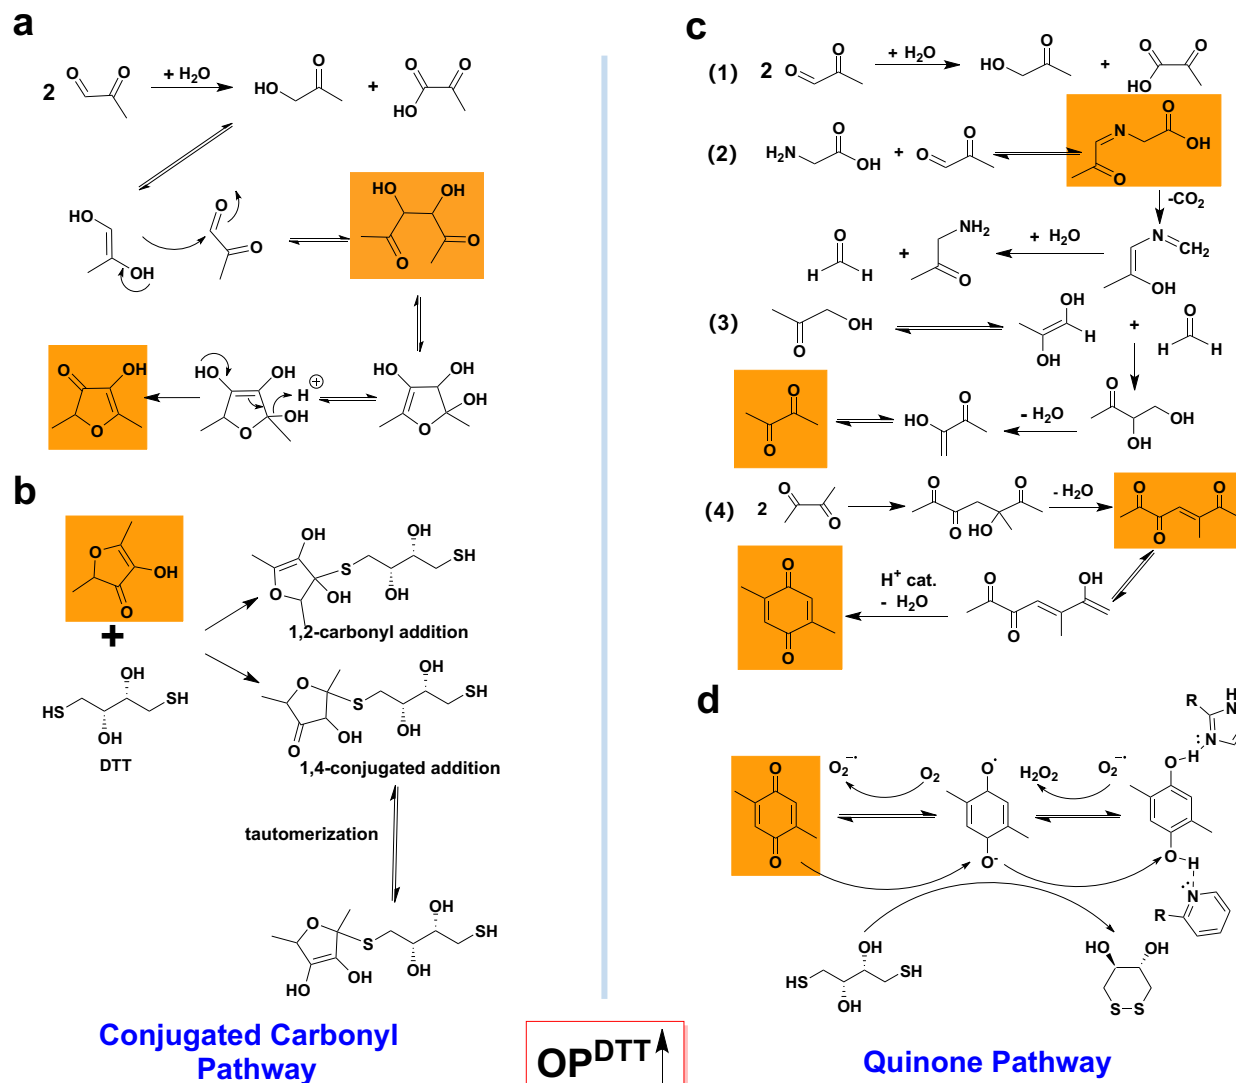 a
2
O
O
+ H₂O
HO
O
+
O
O
HO
HO
OH
O
O
HO
OH
O
O
O
OH
O
HO
OH
OH
O
H⊕
HO
OH
OH
O
b
O
OH
O
+
HS
OH
OH
SH
DTT
OH
O
OH
S
OH
OH
SH
1,2-carbonyl addition
O
O
OH
S
OH
OH
SH
1,4-conjugated addition
tautomerization
O
HO
OH
S
OH
OH
SH
Conjugated Carbonyl
Pathway
c
(1)
2
O
O
+ H₂O
HO
O
+
O
O
HO
(2)
H₂N
O
OH
+
O
O
N
O
OH
O
-CO₂
N
CH₂
OH
+ H₂O
NH₂
O
+
O
H
H
(3)
OH
O
OH
H
OH
+
O
H
H
O
OH
OH
- H₂O
HO
O
O
O
(4)
2
O
O
O
O
HO
O
- H₂O
O
O
O
OH
O
O
H⁺ cat.
- H₂O
O
O
d
O
O
O₂⁻•
O₂
O•
O⁻
H₂O₂
O₂⁻•
O
H
N
H
R
N
O
H
N
R
HS
OH
OH
SH
HO
OH
S-S
Quinone Pathway
OPᴰᵀᵀ